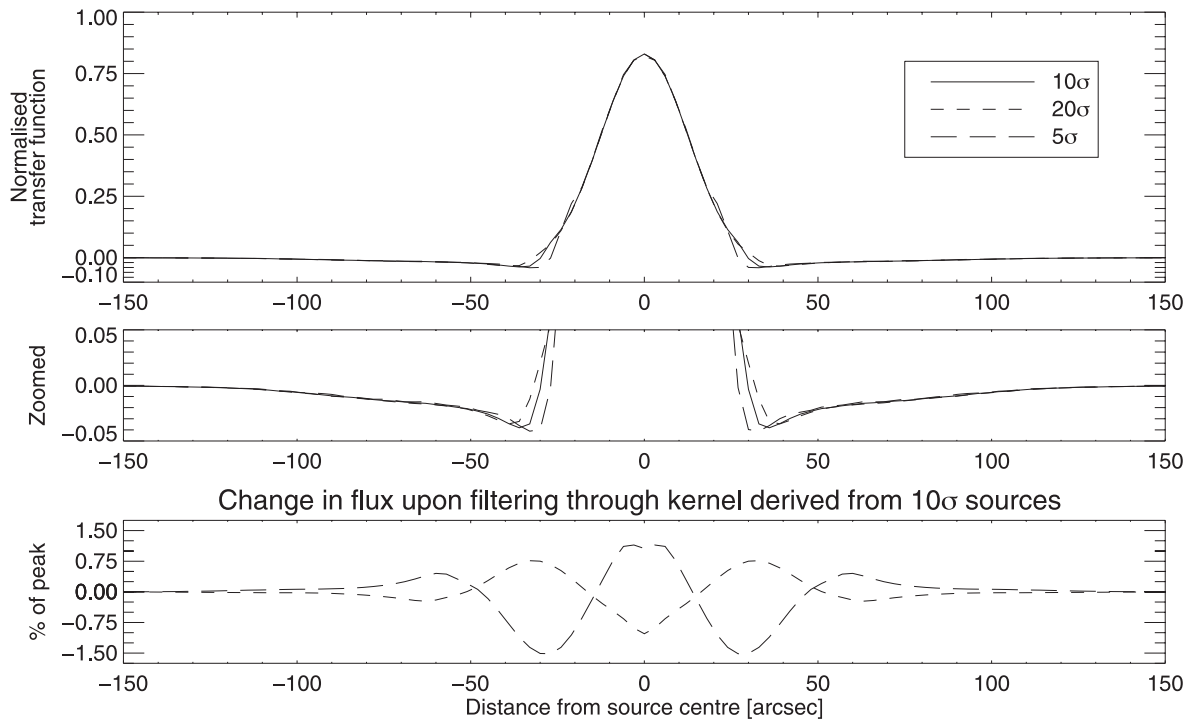 1.00
0.75
0.50
0.25
0.00
−0.10
Normalised
transfer function
10σ
20σ
5σ
−150 −100 −50 0 50 100 150
0.05
0.00
−0.05
Zoomed
−150 −100 −50 0 50 100 150
Change in flux upon filtering through kernel derived from 10σ sources
1.50
0.75
0.00
−0.75
−1.50
% of peak
−150 −100 −50 0 50 100 150
Distance from source centre [arcsec]